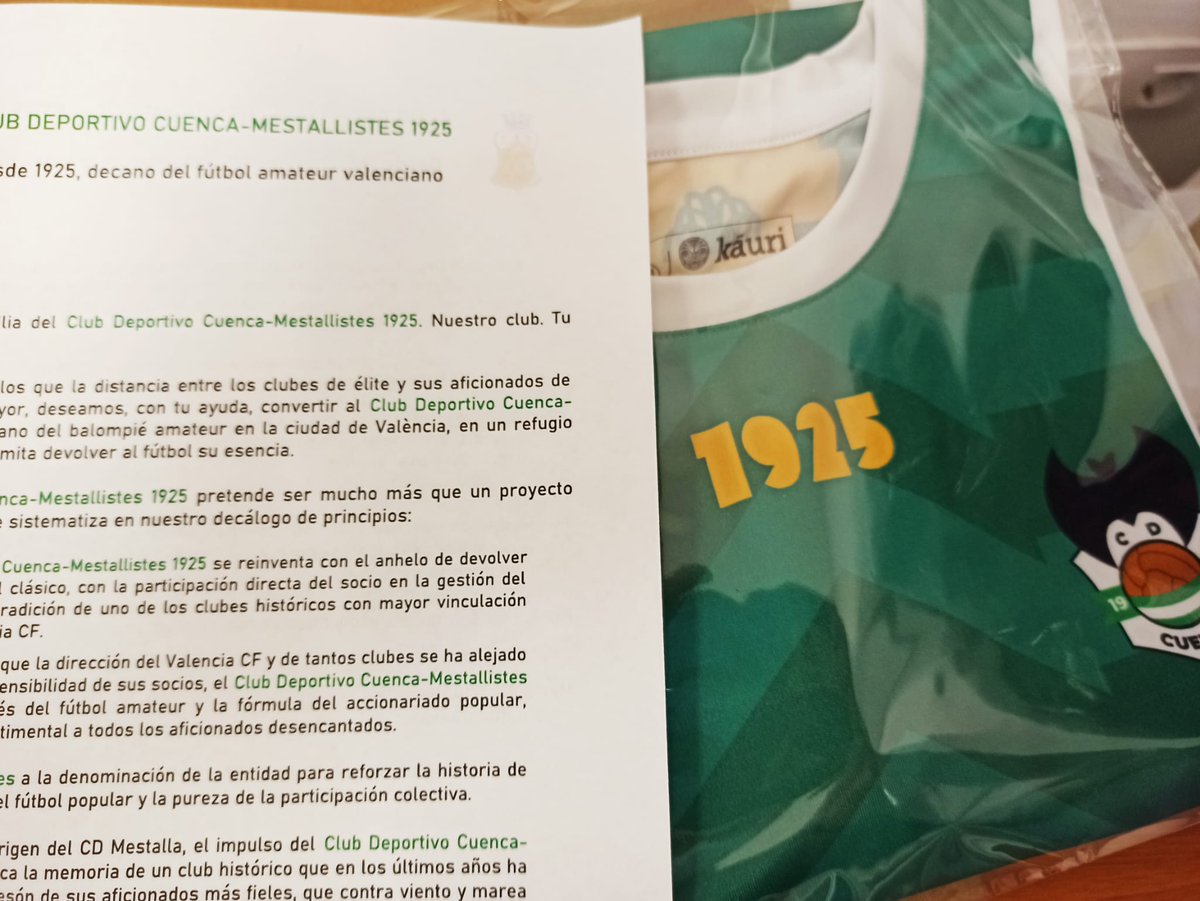 UB DEPORTIVO CUENCA-MESTALLISTES 1925
sde 1925, decano del fútbol amateur valenciano
lia del Club Deportivo Cuenca-Mestallistes 1925. Nuestro club. Tu
los que la distancia entre los clubes de élite y sus aficionados de
yor, deseamos, con tu ayuda, convertir al Club Deportivo Cuenca-
ano del balompié amateur en la ciudad de València, en un refugio
mita devolver al fútbol su esencia.
nca-Mestallistes 1925 pretende ser mucho más que un proyecto
e sistematiza en nuestro decálogo de principios:
Cuenca-Mestallistes 1925 se reinventa con el anhelo de devolver
l clásico, con la participación directa del socio en la gestión del
radición de uno de los clubes históricos con mayor vinculación
ia CF.
que la dirección del Valencia CF y de tantos clubes se ha alejado
ensibilidad de sus socios, el Club Deportivo Cuenca-Mestallistes
és del fútbol amateur y la fórmula del accionariado popular,
timental a todos los aficionados desencantados.
es a la denominación de la entidad para reforzar la historia de
el fútbol popular y la pureza de la participación colectiva.
rigen del CD Mestalla, el impulso del Club Deportivo Cuenca-
ca la memoria de un club histórico que en los últimos años ha
esón de sus aficionados más fieles, que contra viento y marea
káuri
1925
CD
19
CUE